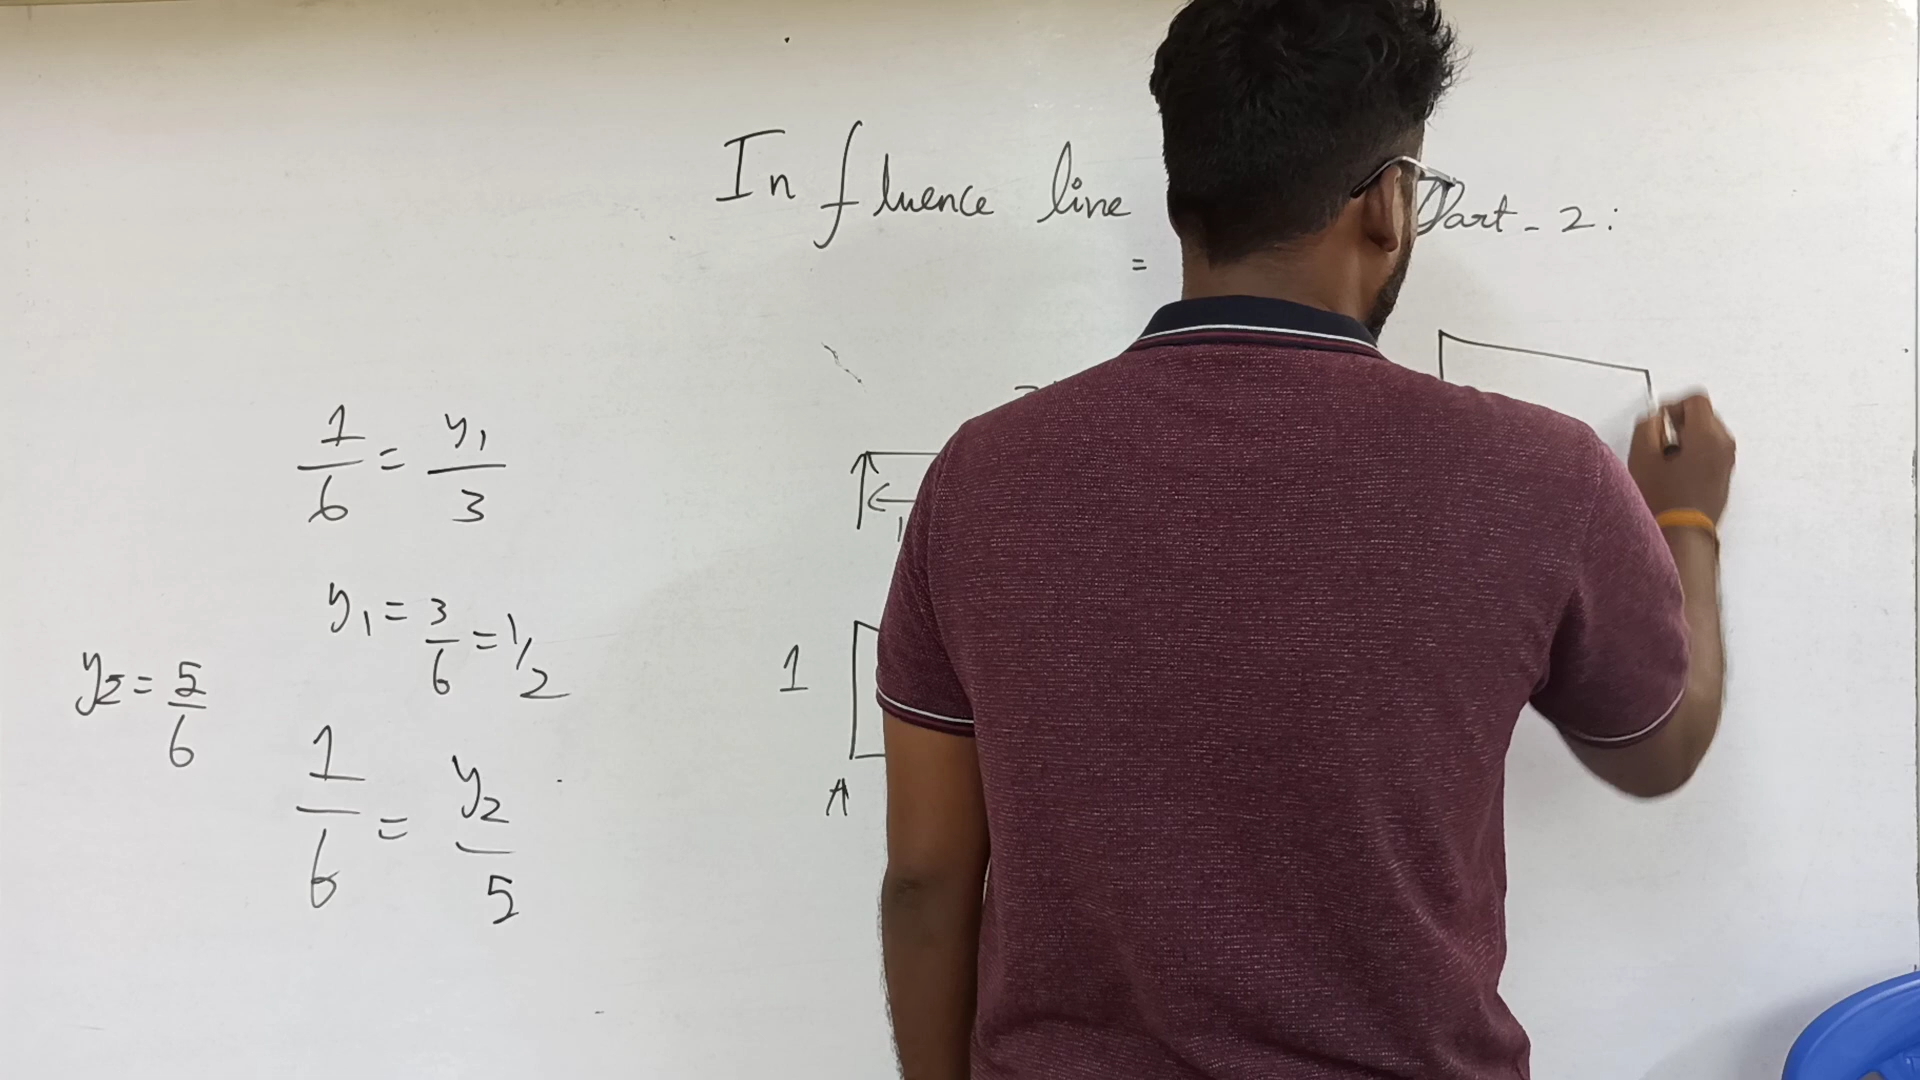 Influence line Part-2:
=
1/6 = y1/3
y1 = 3/6 = 1/2
y2 = 5/6
1/6 = y2/5
1
A